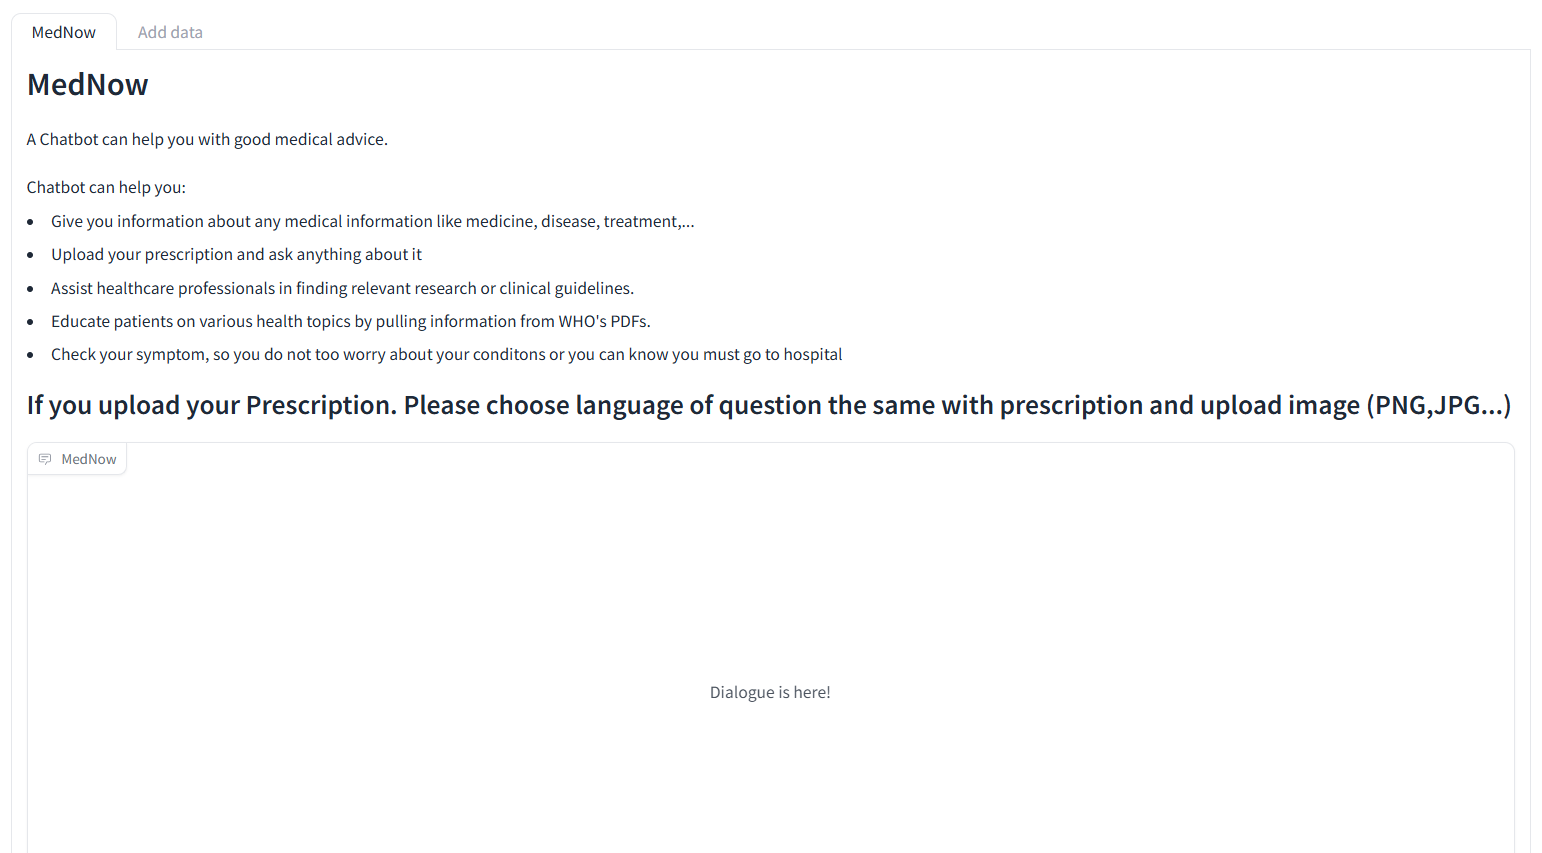 MedNow
Add data
MedNow
A Chatbot can help you with good medical advice.
Chatbot can help you:
• Give you information about any medical information like medicine, disease, treatment,...
• Upload your prescription and ask anything about it
• Assist healthcare professionals in finding relevant research or clinical guidelines.
• Educate patients on various health topics by pulling information from WHO's PDFs.
• Check your symptom, so you do not too worry about your conditons or you can know you must go to hospital
If you upload your Prescription. Please choose language of question the same with prescription and upload image (PNG,JPG...)
MedNow
Dialogue is here!